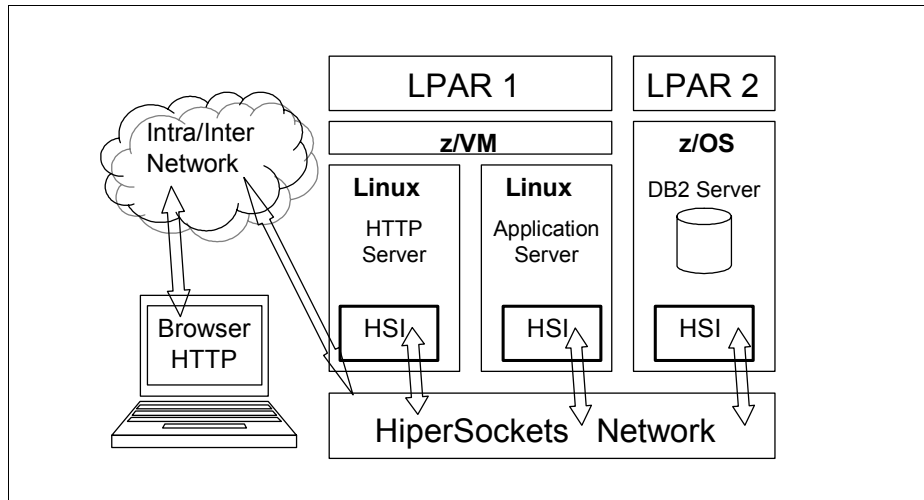 LPAR 1
LPAR 2
Intra/Inter
Network
z/VM
z/OS
Linux
HTTP
Server
Linux
Application
Server
DB2 Server
Browser
HTTP
HSI
HSI
HSI
HiperSockets Network